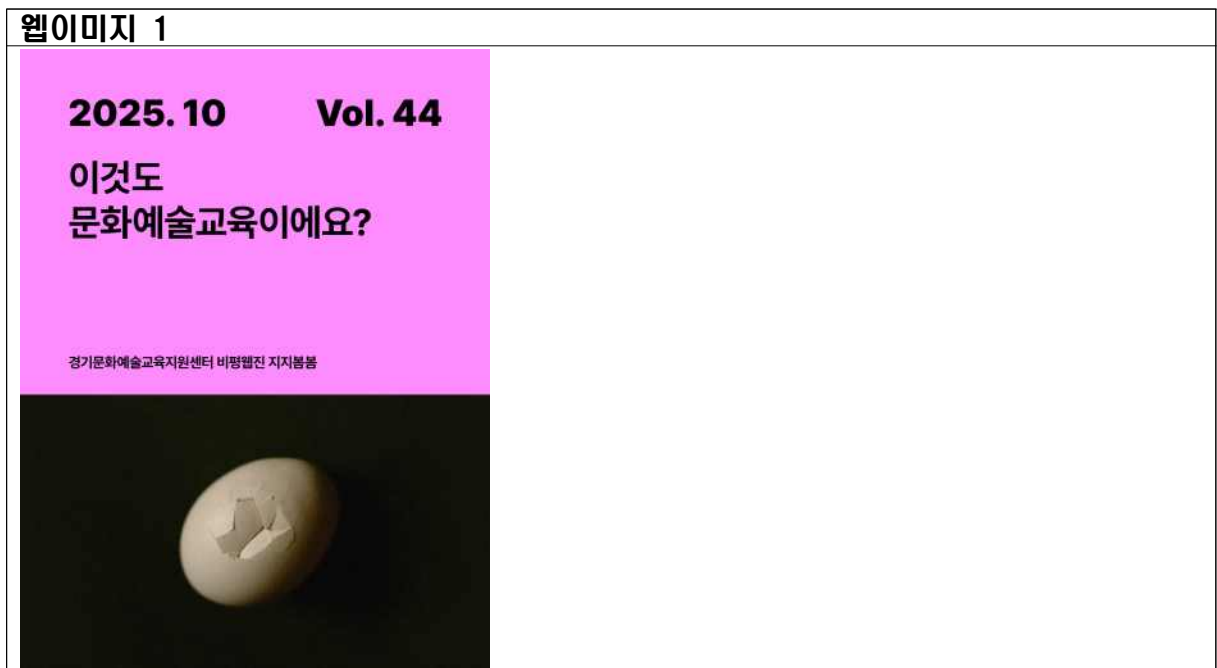 웹이미지 1
2025. 10 Vol. 44
이것도
문화예술교육이에요?
경기문화예술교육지원센터 비평웹진 지지봄봄